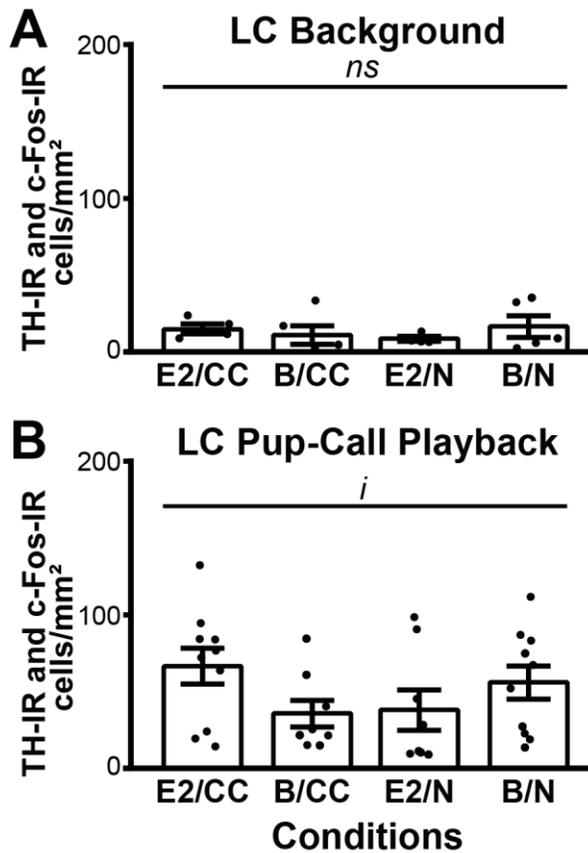 A
LC Background
ns
TH-IR and c-Fos-IR
cells/mm²
200
100
0
E2/CC B/CC E2/N B/N
B
LC Pup-Call Playback
i
TH-IR and c-Fos-IR
cells/mm²
200
100
0
E2/CC B/CC E2/N B/N
Conditions